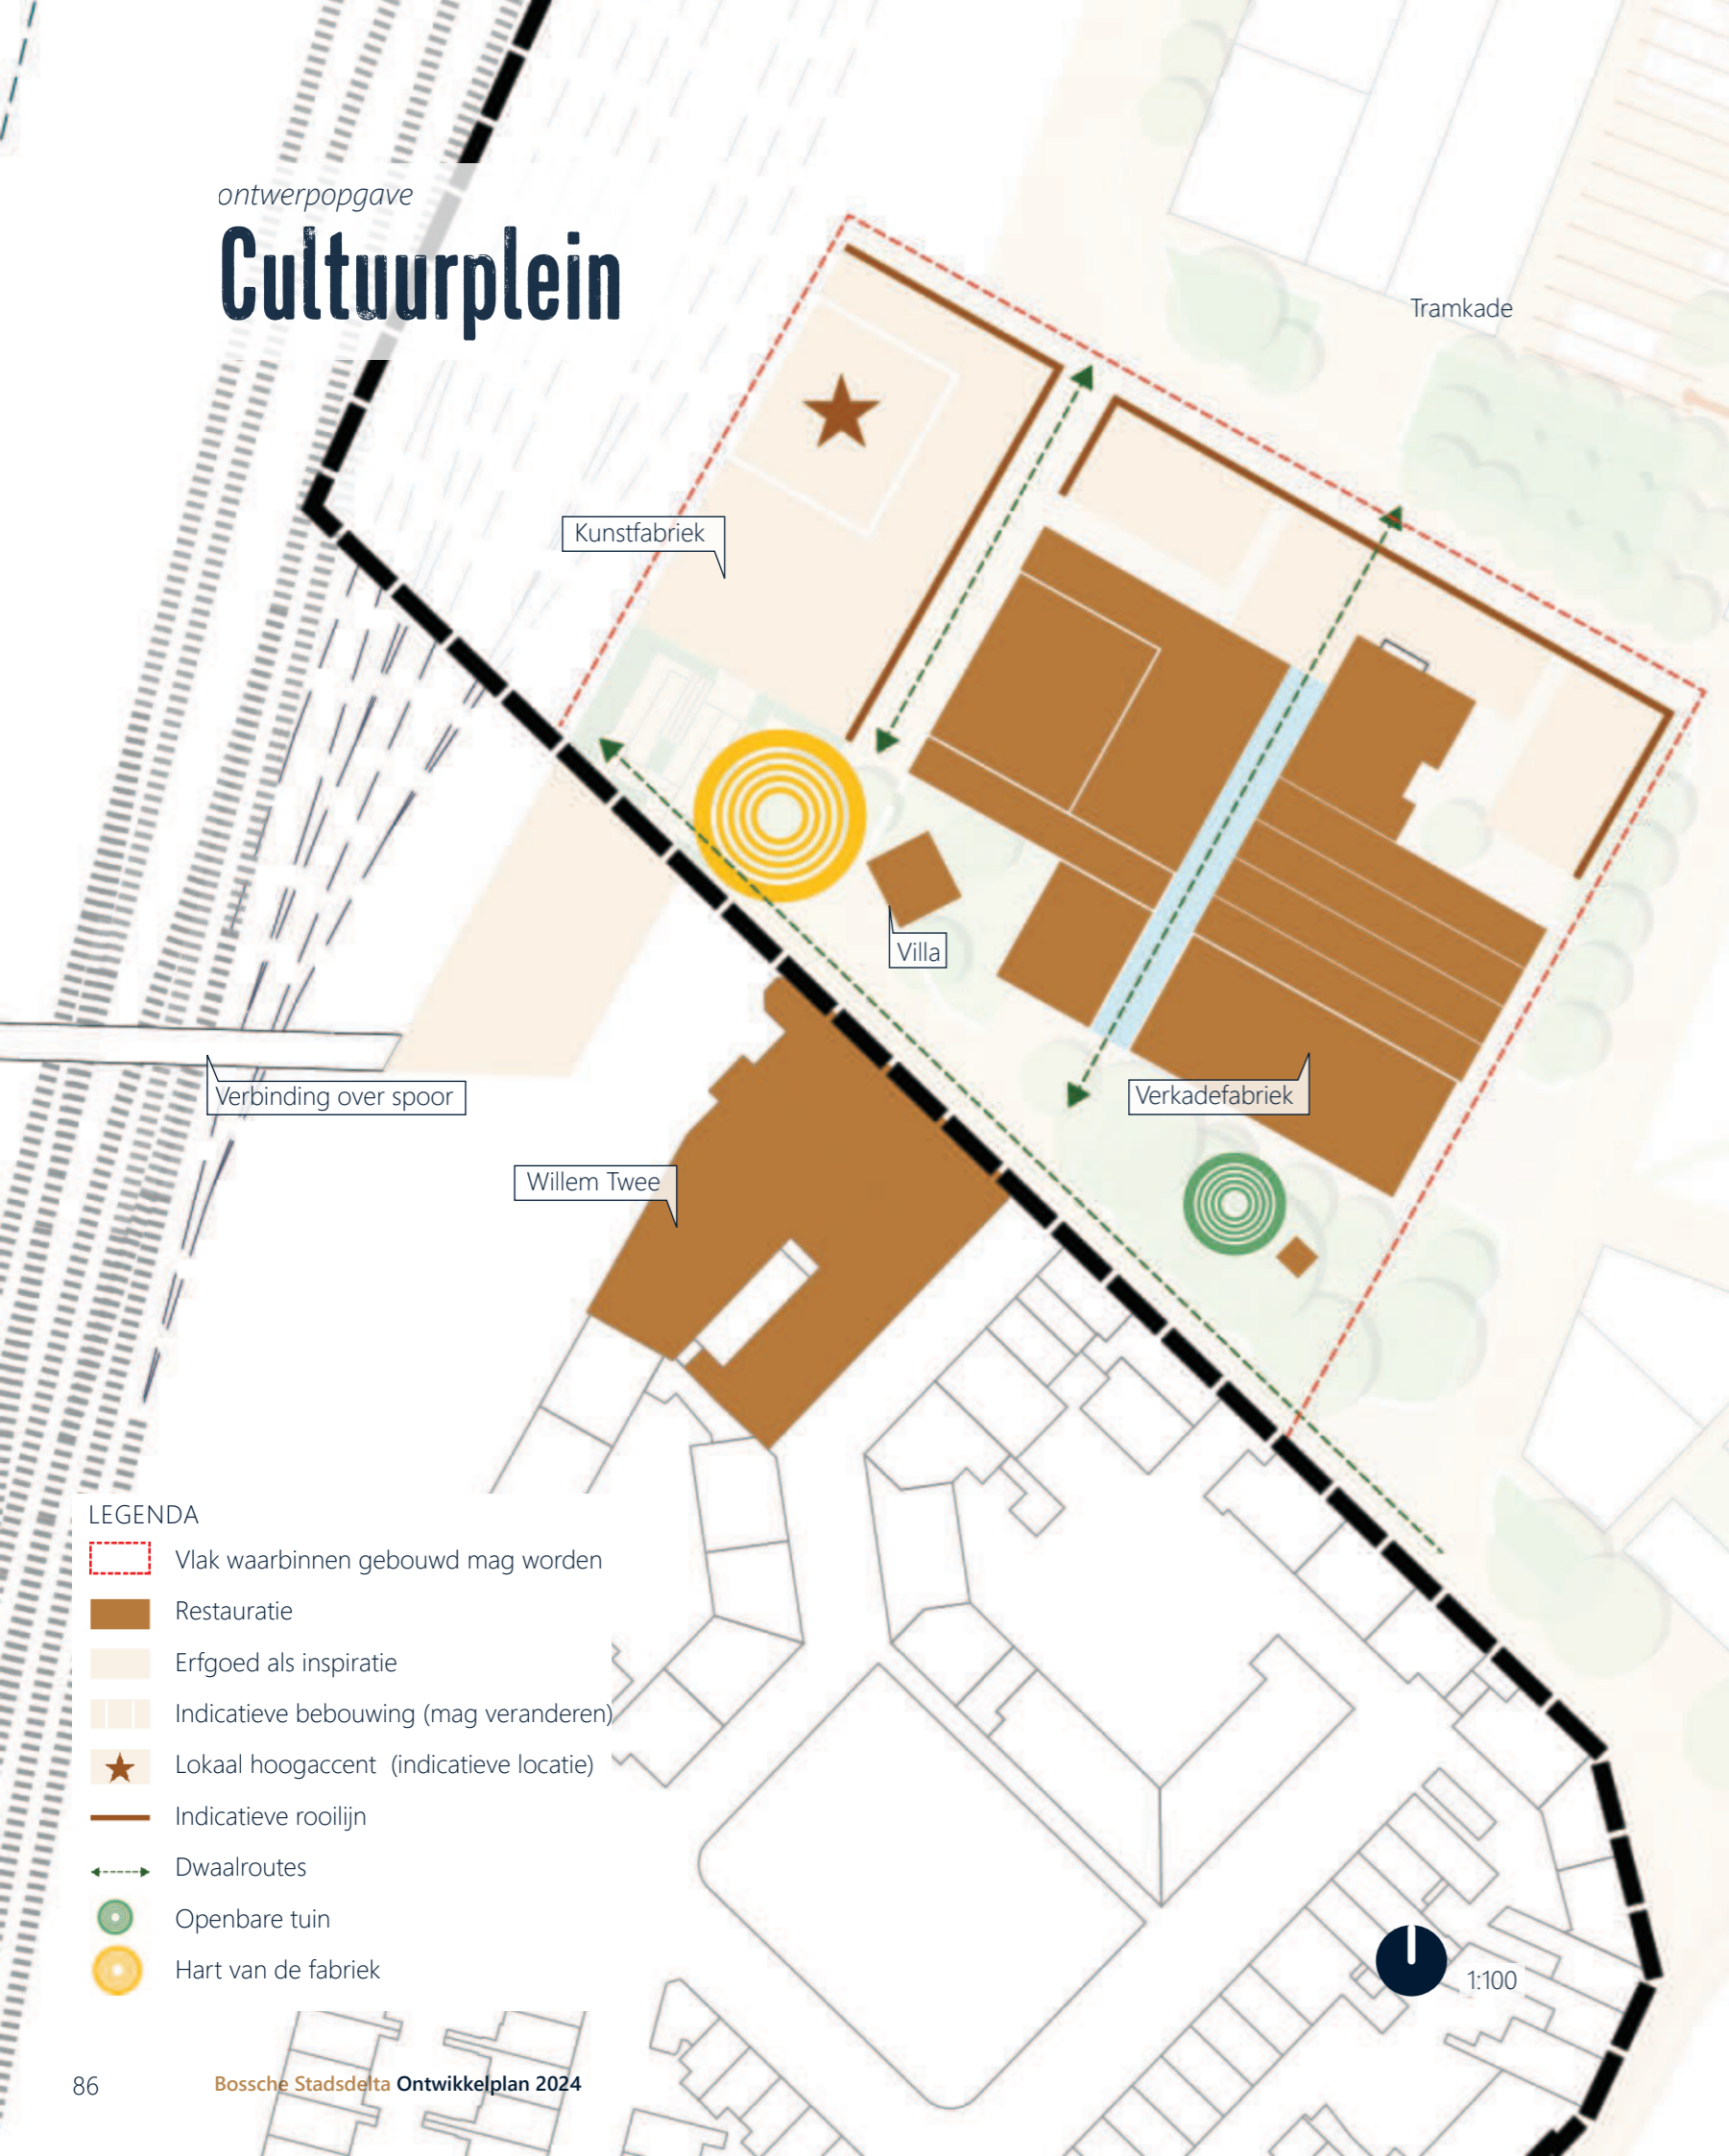 ontwerpopgave
Cultuurplein
Tramkade
Kunstfabriek
Villa
Verbinding over spoor
Verkadefabriek
Willem Twee
LEGENDA
Vlak waarbinnen gebouwd mag worden
Restauratie
Erfgoed als inspiratie
Indicatieve bebouwing (mag veranderen)
Lokaal hoogaccent (indicatieve locatie)
Indicatieve rooilijn
Dwaalroutes
Openbare tuin
Hart van de fabriek
1:100
86
Bossche Stadsdelta Ontwikkelplan 2024